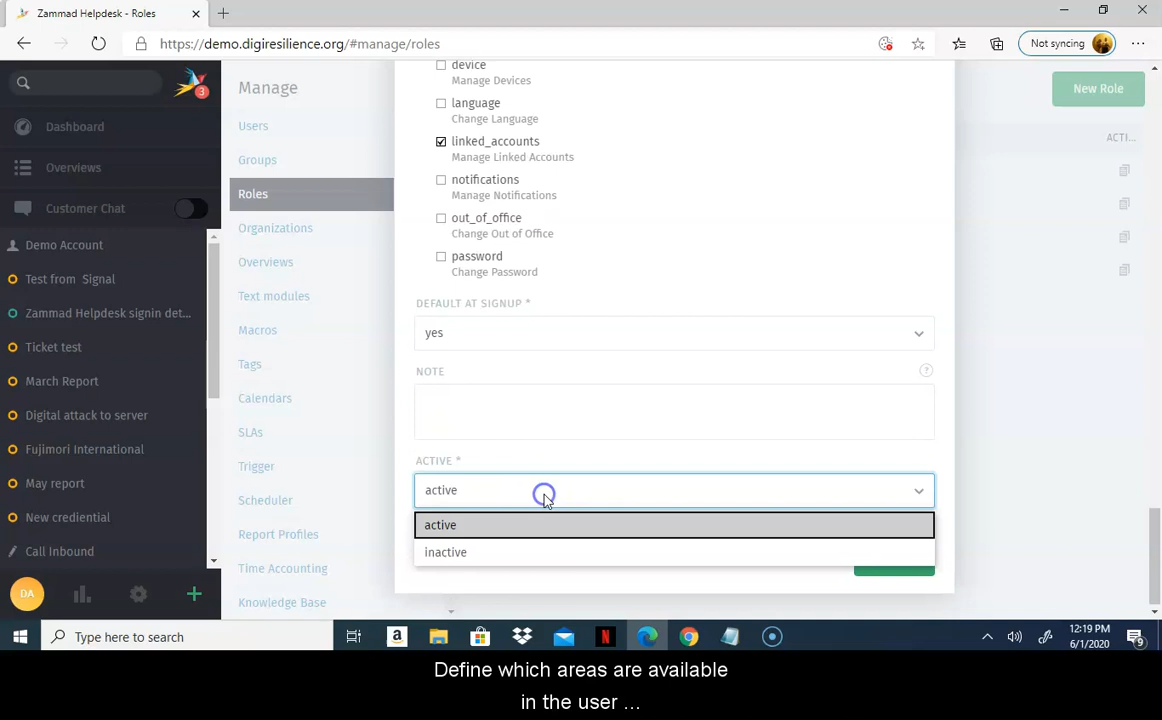 Zammad Helpdesk - Roles
https://demo.digiresilience.org/#manage/roles
Not syncing
3
Dashboard
Overviews
Customer Chat
Demo Account
Test from Signal
Zammad Helpdesk signin det...
Ticket test
March Report
Digital attack to server
Fujimori International
May report
New crediential
Call Inbound
DA
Manage
Users
Groups
Roles
Organizations
Overviews
Text modules
Macros
Tags
Calendars
SLAs
Trigger
Scheduler
Report Profiles
Time Accounting
Knowledge Base
device
Manage Devices
language
Change Language
linked_accounts
Manage Linked Accounts
notifications
Manage Notifications
out_of_office
Change Out of Office
password
Change Password
DEFAULT AT SIGNUP *
yes
NOTE
?
ACTIVE *
active
active
inactive
New Role
ACTI...
Type here to search
a
N
12:19 PM
6/1/2020
9
Define which areas are available
in the user ...